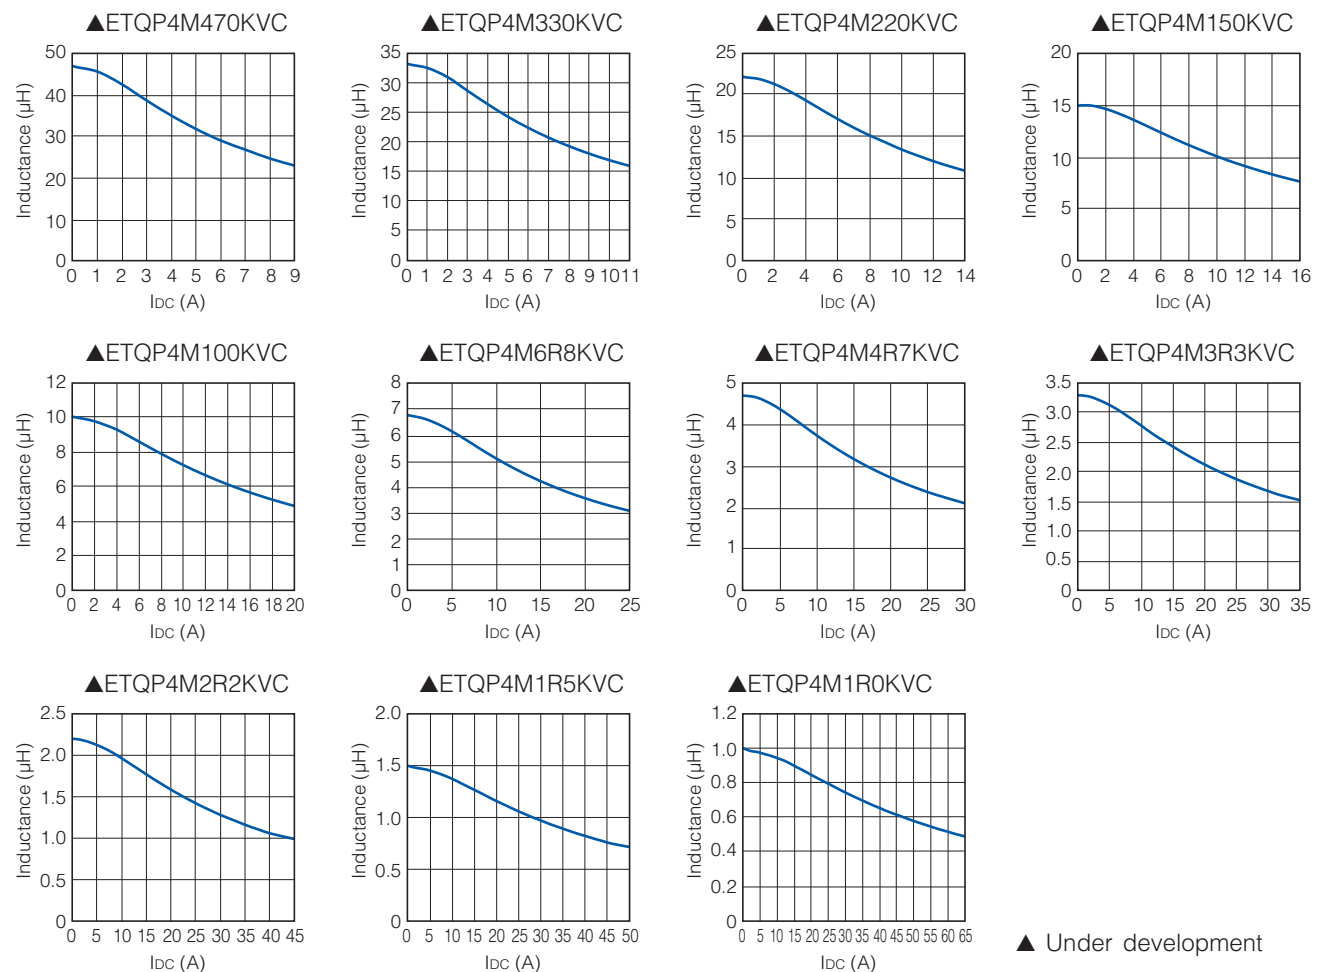 ▲ETQP4M470KVC
Inductance (μH)
50
40
30
20
10
0
0 1 2 3 4 5 6 7 8 9
IDC (A)
▲ETQP4M330KVC
Inductance (μH)
35
30
25
20
15
10
5
0
0 1 2 3 4 5 6 7 8 9 10 11
IDC (A)
▲ETQP4M220KVC
Inductance (μH)
25
20
15
10
5
0
0 2 4 6 8 10 12 14
IDC (A)
▲ETQP4M150KVC
Inductance (μH)
20
15
10
5
0
0 2 4 6 8 10 12 14 16
IDC (A)
▲ETQP4M100KVC
Inductance (μH)
12
10
8
6
4
2
0
0 2 4 6 8 10 12 14 16 18 20
IDC (A)
▲ETQP4M6R8KVC
Inductance (μH)
8
7
6
5
4
3
2
1
0
0 5 10 15 20 25
IDC (A)
▲ETQP4M4R7KVC
Inductance (μH)
5
4
3
2
1
0
0 5 10 15 20 25 30
IDC (A)
▲ETQP4M3R3KVC
Inductance (μH)
3.5
3.0
2.5
2.0
1.5
1.0
0.5
0
0 5 10 15 20 25 30 35
IDC (A)
▲ETQP4M2R2KVC
Inductance (μH)
2.5
2.0
1.5
1.0
0.5
0
0 5 10 15 20 25 30 35 40 45
IDC (A)
▲ETQP4M1R5KVC
Inductance (μH)
2.0
1.5
1.0
0.5
0
0 5 10 15 20 25 30 35 40 45 50
IDC (A)
▲ETQP4M1R0KVC
Inductance (μH)
1.2
1.0
0.8
0.6
0.4
0.2
0
0 5 10 15 20 25 30 35 40 45 50 55 60 65
IDC (A)
▲ Under development